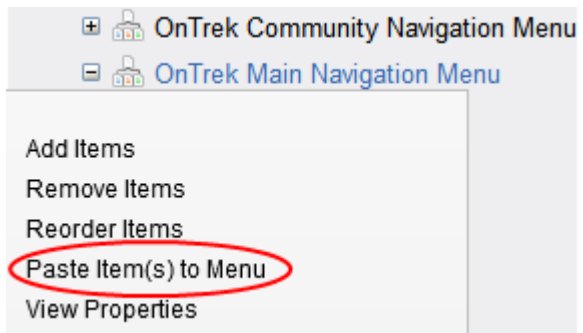 OnTrek Community Navigation Menu
OnTrek Main Navigation Menu
Add Items
Remove Items
Reorder Items
Paste Item(s) to Menu
View Properties